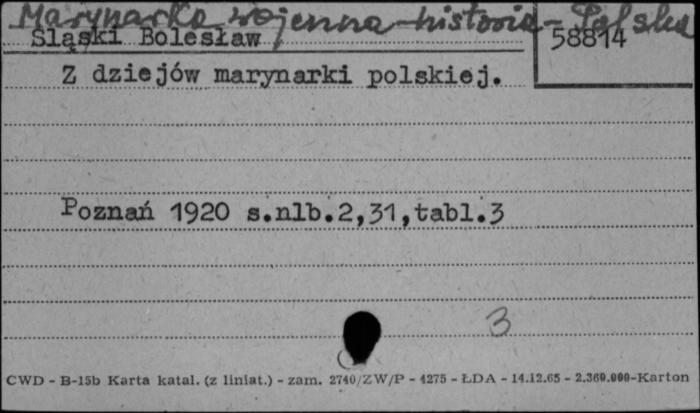 Marynarka wojenna - historia - Polska
Sląski Bolesław
58814
Z dziejów marynarki polskiej.
Poznań 1920 s.nlb.2,31,tabl.3
3
CWD - B-15b Karta katal. (z liniat.) - zam. 2740/ZW/P - 4275 - ŁDA - 14.12.65 - 2.360.000-Karton